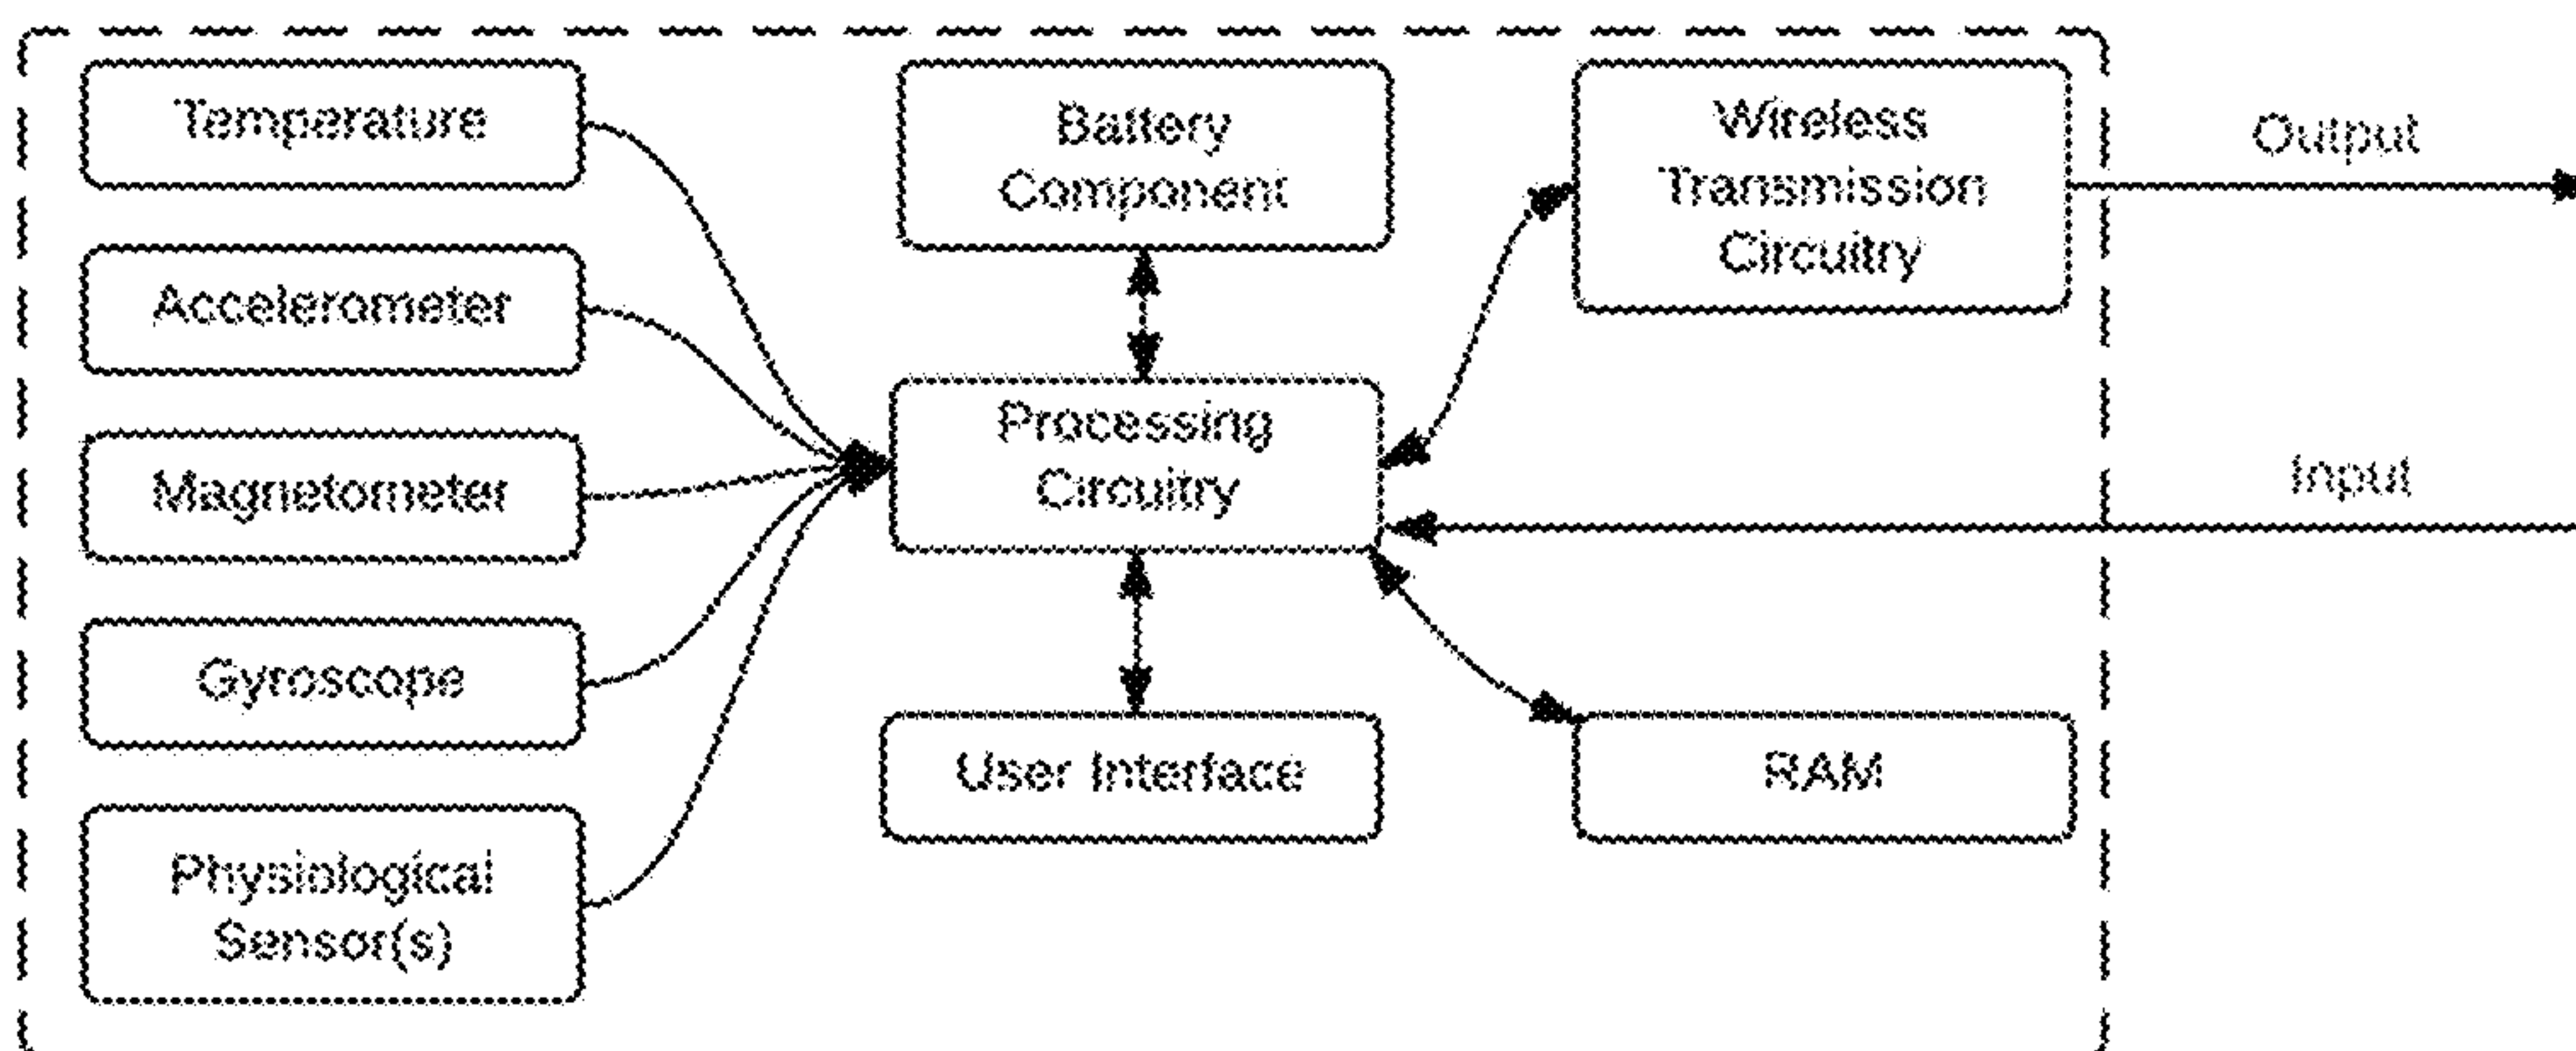 Temperature
Accelerometer
Magnetometer
Gyroscope
Physiological
Sensor(s)
Battery
Component
Processing
Circuitry
User Interface
Wireless
Transmission
Circuitry
RAM
Output
Input